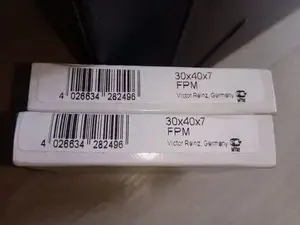 30x40x7
FPM
Victor Reinz, Germany
4 026634 282496
30x40x7
FPM
Victor Reinz, Germany
4 026634 282496